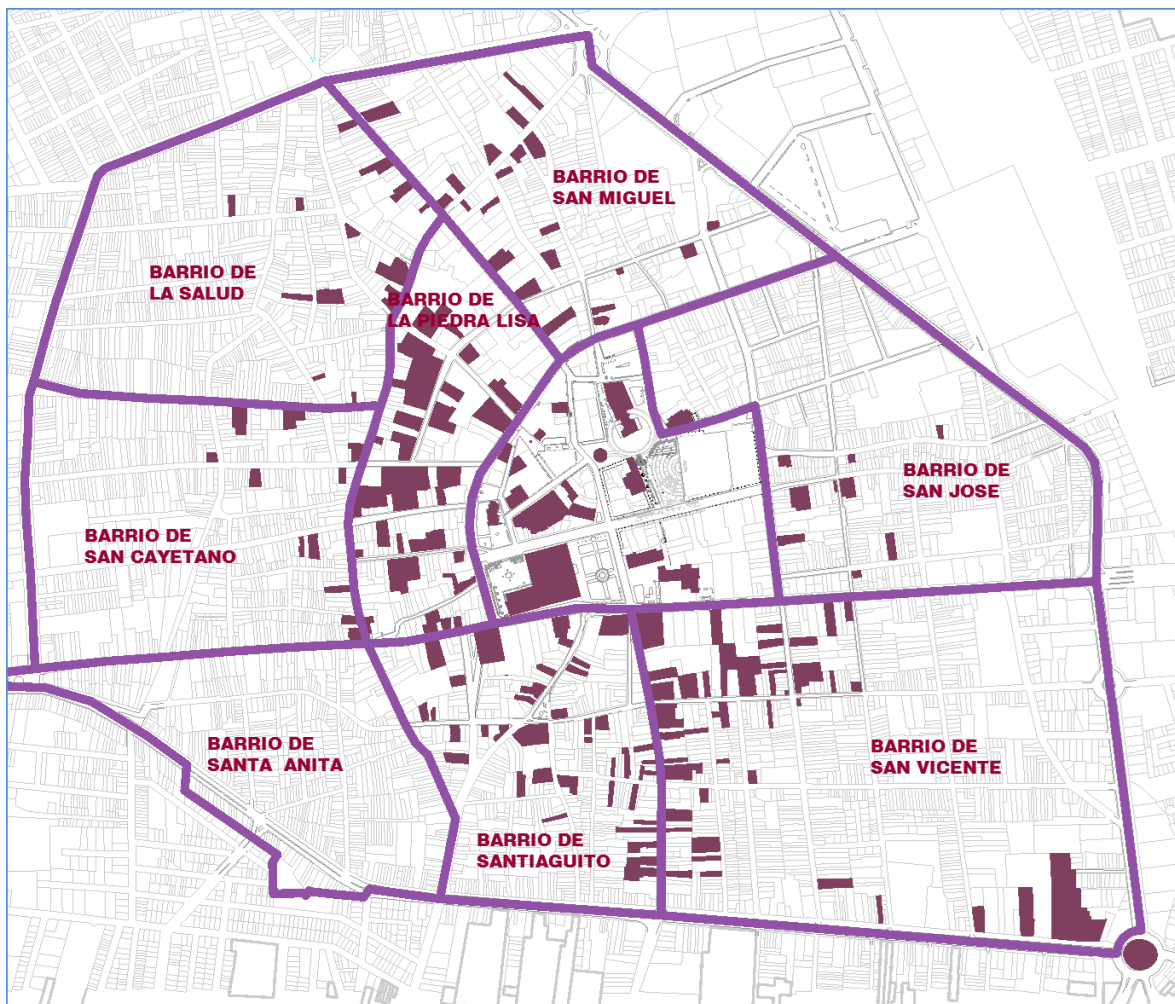 BARRIO DE
SAN MIGUEL
BARRIO DE
LA SALUD
BARRIO DE
LA PIEDRA LISA
BARRIO DE
SAN JOSE
BARRIO DE
SAN CAYETANO
BARRIO DE
SANTA ANITA
BARRIO DE
SAN VICENTE
BARRIO DE
SANTIAGUITO